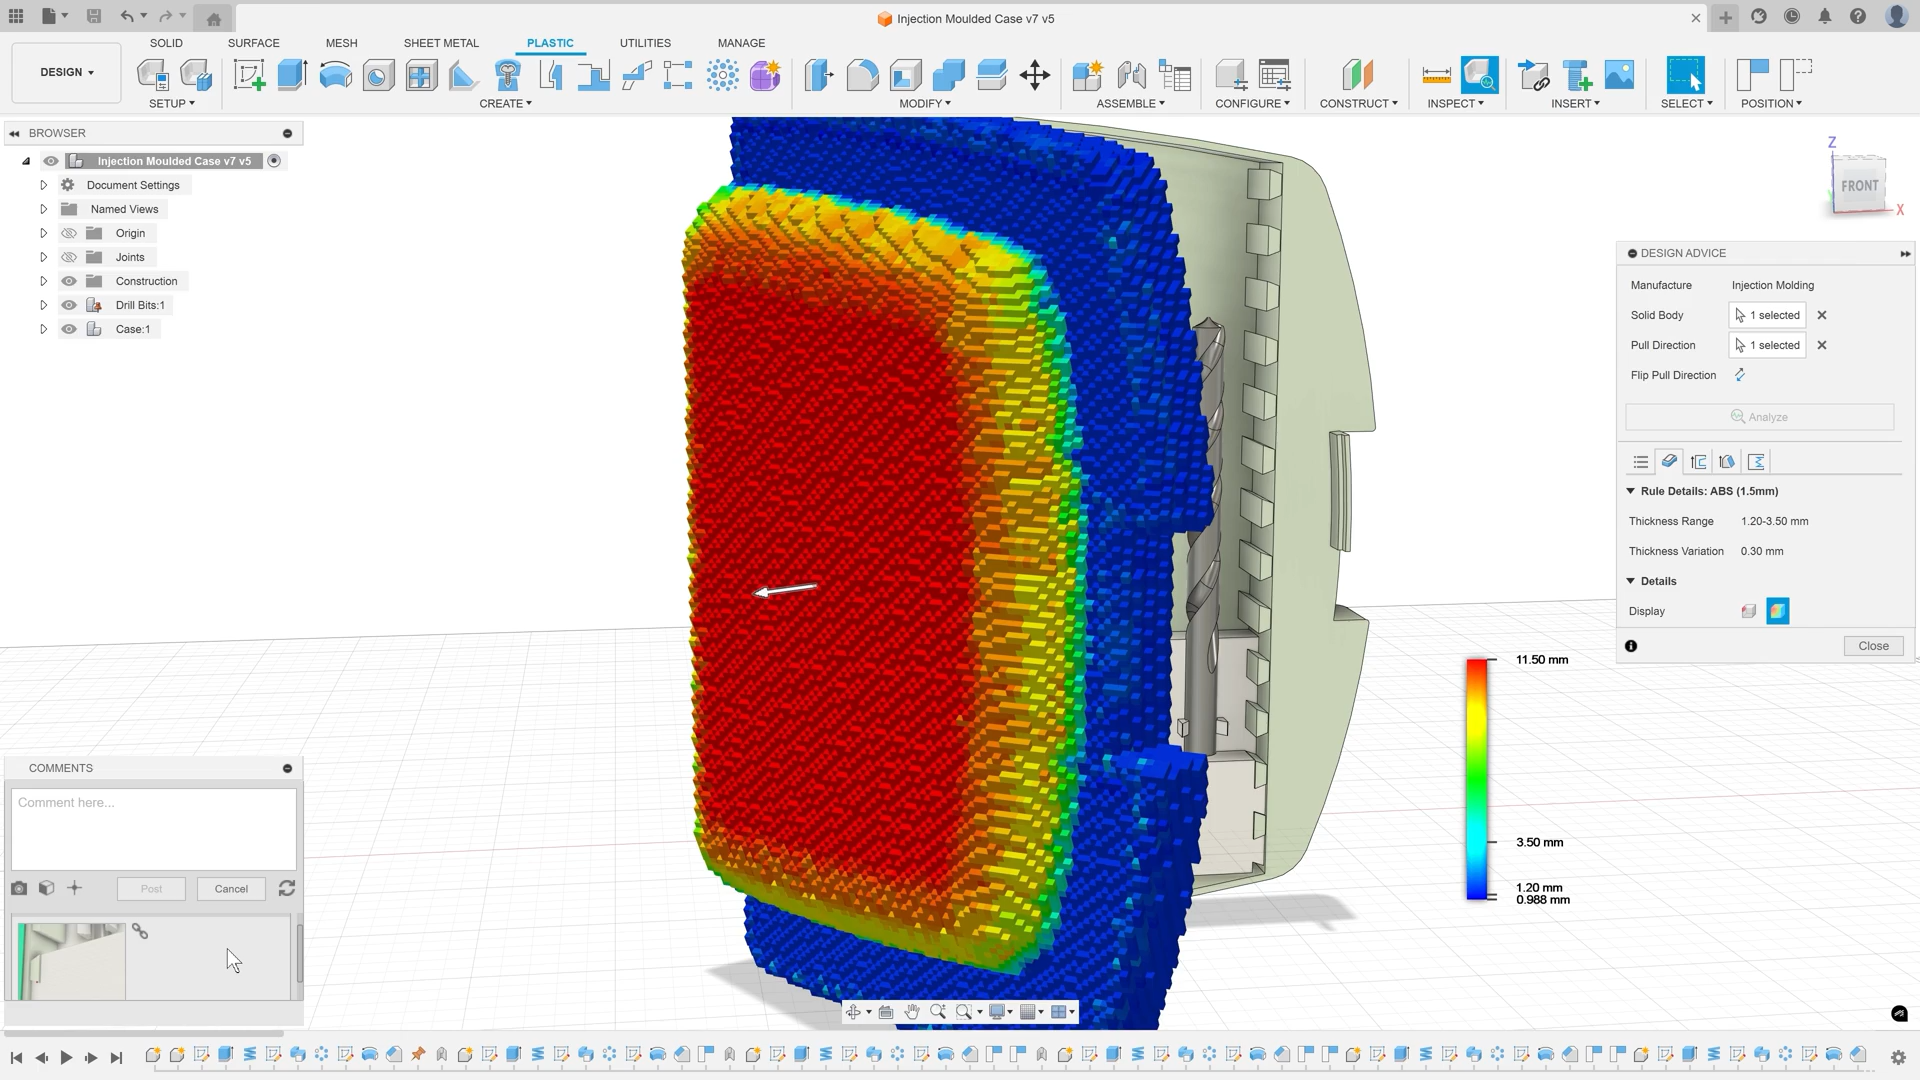 Injection Moulded Case v7 v5
SOLID
SURFACE
MESH
SHEET METAL
PLASTIC
UTILITIES
MANAGE
DESIGN
SETUP
CREATE
MODIFY
ASSEMBLE
CONFIGURE
CONSTRUCT
INSPECT
INSERT
SELECT
POSITION
BROWSER
Injection Moulded Case v7 v5
Document Settings
Named Views
Origin
Joints
Construction
Drill Bits:1
Case:1
Z
FRONT
X
DESIGN ADVICE
Manufacture Injection Molding
Solid Body 1 selected
Pull Direction 1 selected
Flip Pull Direction
Analyze
Rule Details: ABS (1.5mm)
Thickness Range 1.20-3.50 mm
Thickness Variation 0.30 mm
Details
Display
Close
11.50 mm
3.50 mm
1.20 mm
0.988 mm
COMMENTS
Comment here...
Post
Cancel